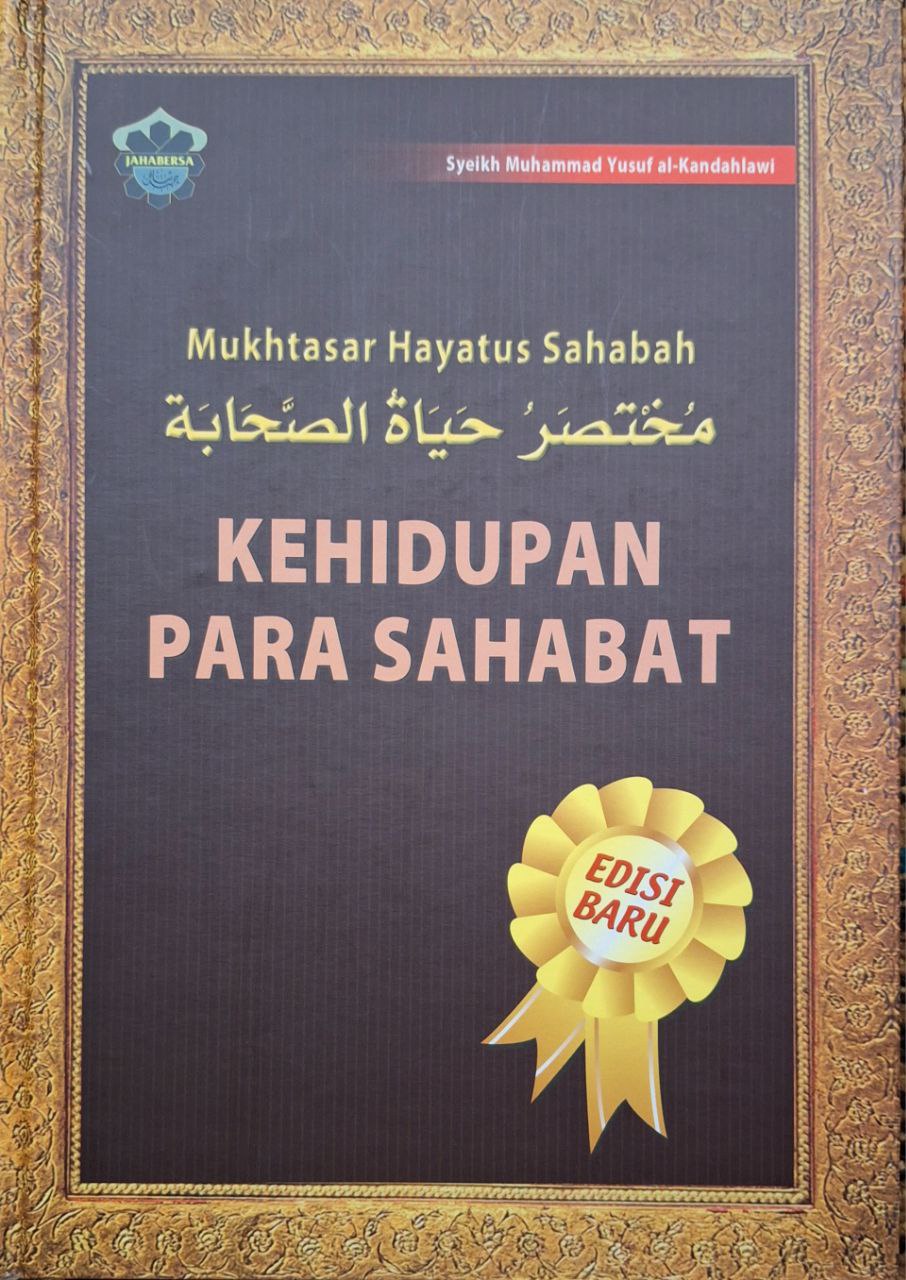 JAHABERSA
Syeikh Muhammad Yusuf al-Kandahlawi
Mukhtasar Hayatus Sahabah
مُخْتَصَرُ حَيَاةُ الصَّحَابَة
KEHIDUPAN
PARA SAHABAT
EDISI
BARU